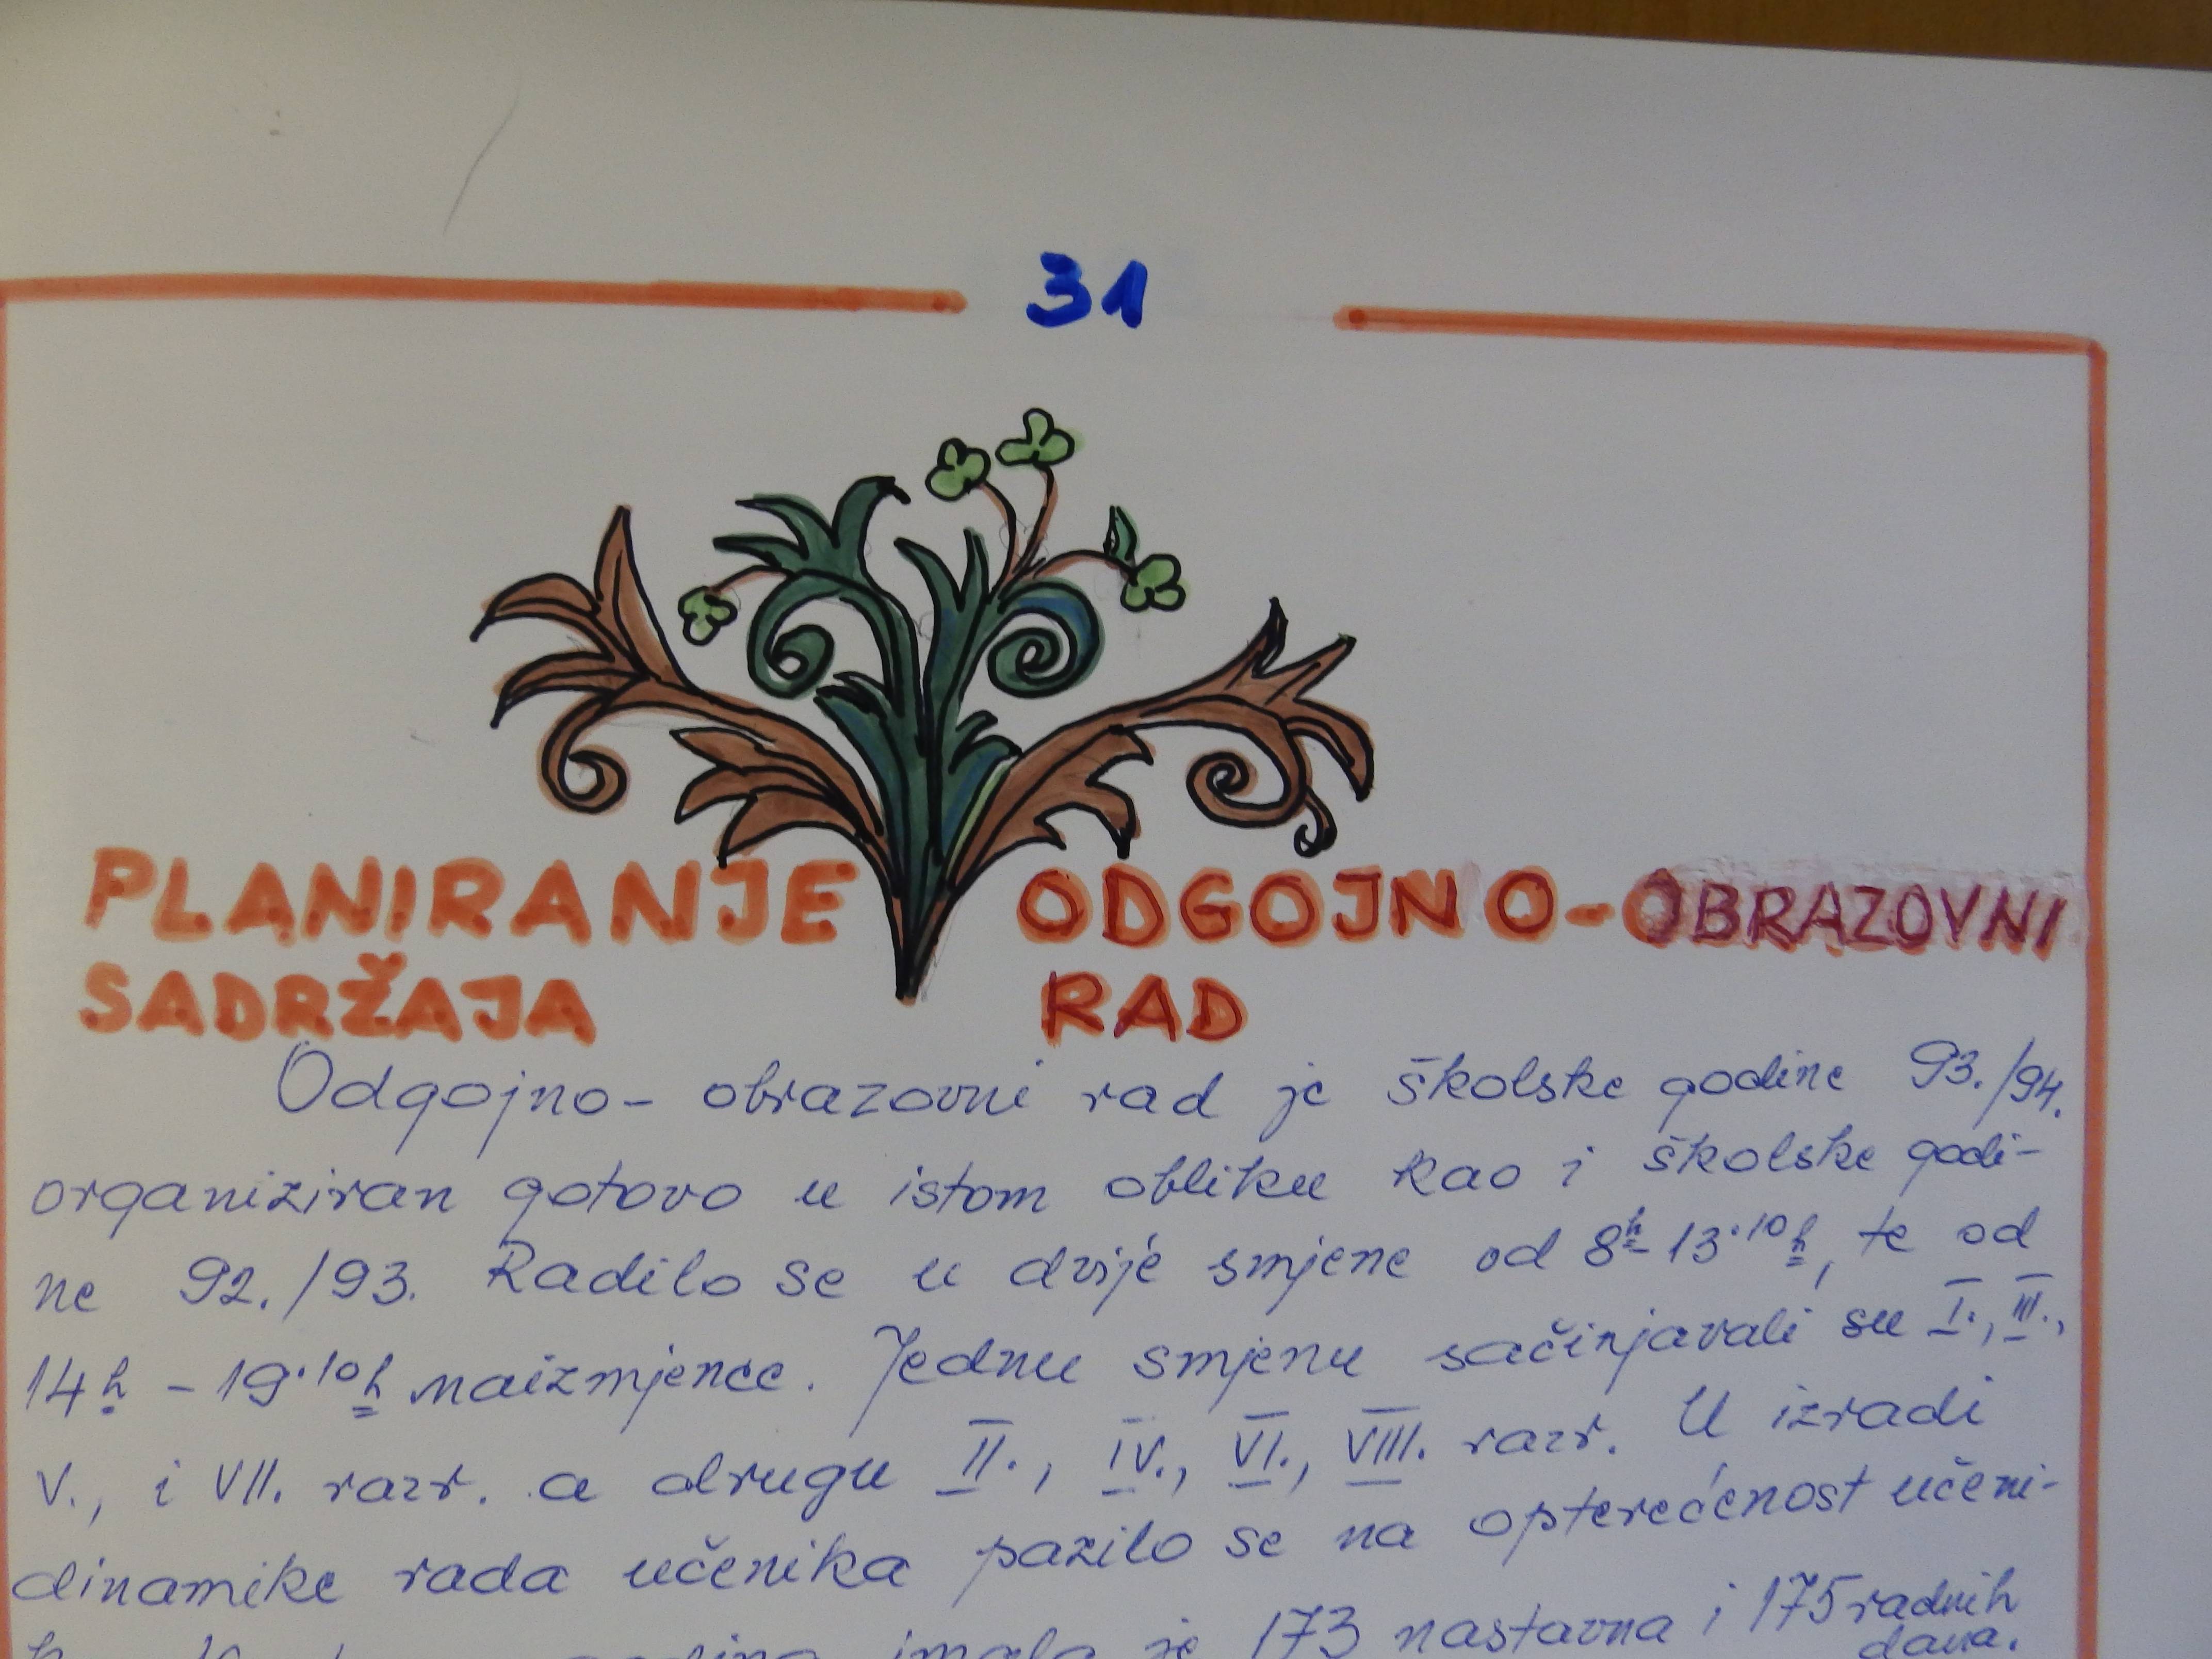 31
PLANIRANJE ODGOJNO-OBRAZOVNI
SADRŽAJA RAD
Odgojno-obrazovni rad je školske godine 93./94.
organiziran gotovo u istom obliku kao i školske godi-
ne 92./93. Radilo se u dvije smjene od 8h-13.10h, te od
14h - 19.10h naizmjence. Jednu smjenu sačinjavali su I., III.,
V., i VII. razr. a drugu II., IV., VI., VIII. razr. U izradi
dinamike rada učenika pazilo se na opterećenost učeni-
imala je 173 nastavna i 175 radnih
dana.